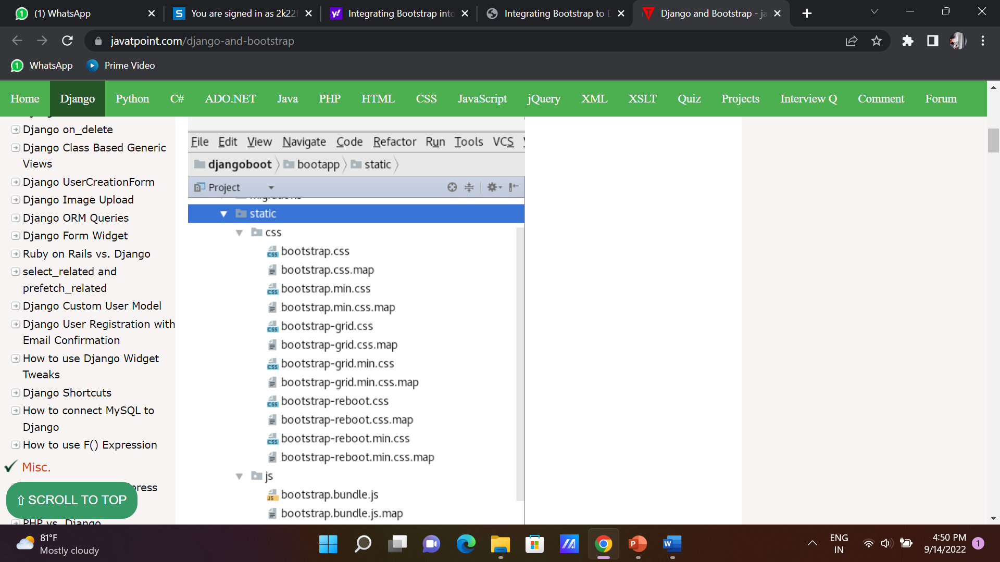 (1) WhatsApp
You are signed in as 2k22
Integrating Bootstrap into
Integrating Bootstrap to D
Django and Bootstrap - ja
javatpoint.com/django-and-bootstrap
WhatsApp
Prime Video
Home Django Python C# ADO.NET Java PHP HTML CSS JavaScript jQuery XML XSLT Quiz Projects Interview Q Comment Forum
Django on_delete
Django Class Based Generic
Views
Django UserCreationForm
Django Image Upload
Django ORM Queries
Django Form Widget
Ruby on Rails vs. Django
select_related and
prefetch_related
Django Custom User Model
Django User Registration with
Email Confirmation
How to use Django Widget
Tweaks
Django Shortcuts
How to connect MySQL to
Django
How to use F() Expression
Misc.
press
⇧ SCROLL TO TOP
PHP vs. Django
File Edit View Navigate Code Refactor Run Tools VCS
djangoboot bootapp static
Project
migrations
static
css
bootstrap.css
bootstrap.css.map
bootstrap.min.css
bootstrap.min.css.map
bootstrap-grid.css
bootstrap-grid.css.map
bootstrap-grid.min.css
bootstrap-grid.min.css.map
bootstrap-reboot.css
bootstrap-reboot.css.map
bootstrap-reboot.min.css
bootstrap-reboot.min.css.map
js
bootstrap.bundle.js
bootstrap.bundle.js.map
81°F
Mostly cloudy
ENG
IN
4:50 PM
9/14/2022
1